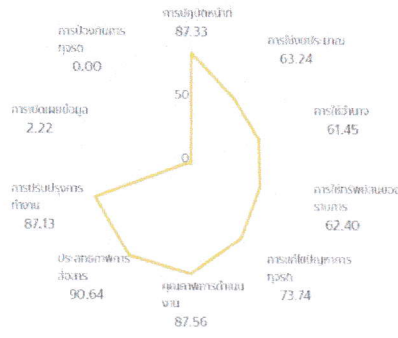 การปฏิบัติหน้าที่
87.33
การป้องกันการ
ทุจริต
0.00
การใช้งบประมาณ
63.24
50
การเปิดเผยข้อมูล
2.22
การใช้อำนาจ
61.45
0
การปรับปรุงการ
ทำงาน
87.13
การใช้ทรัพย์สินของ
ราชการ
62.40
ประสิทธิภาพการ
สื่อสาร
90.64
คุณภาพการดำเนิน
งาน
87.56
การแก้ไขปัญหาการ
ทุจริต
73.74